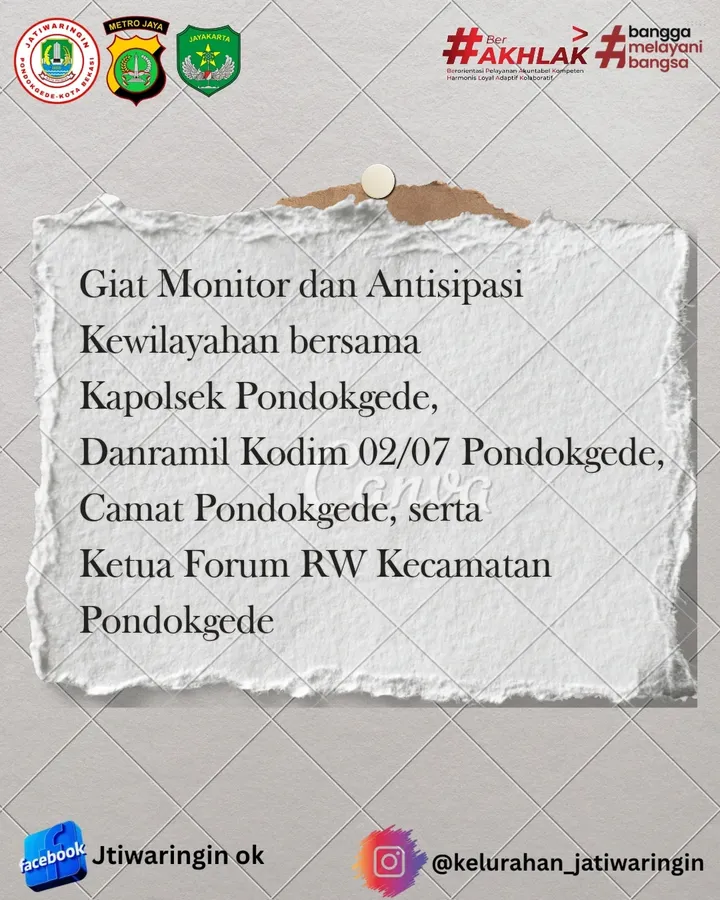 JATIWARINGIN
PONDOKGEDE-KOTA BEKASI
METRO JAYA
JAYAKARTA
#Ber
AKHLAK>
Berorientasi Pelayanan Akuntabel Kompeten
Harmonis Loyal Adaptif Kolaboratif
#bangga
melayani
bangsa
Giat Monitor dan Antisipasi
Kewilayahan bersama
Kapolsek Pondokgede,
Danramil Kodim 02/07 Pondokgede,
Canva
Camat Pondokgede, serta
Ketua Forum RW Kecamatan
Pondokgede
facebook
Jtiwaringin ok
@kelurahan_jatiwaringin